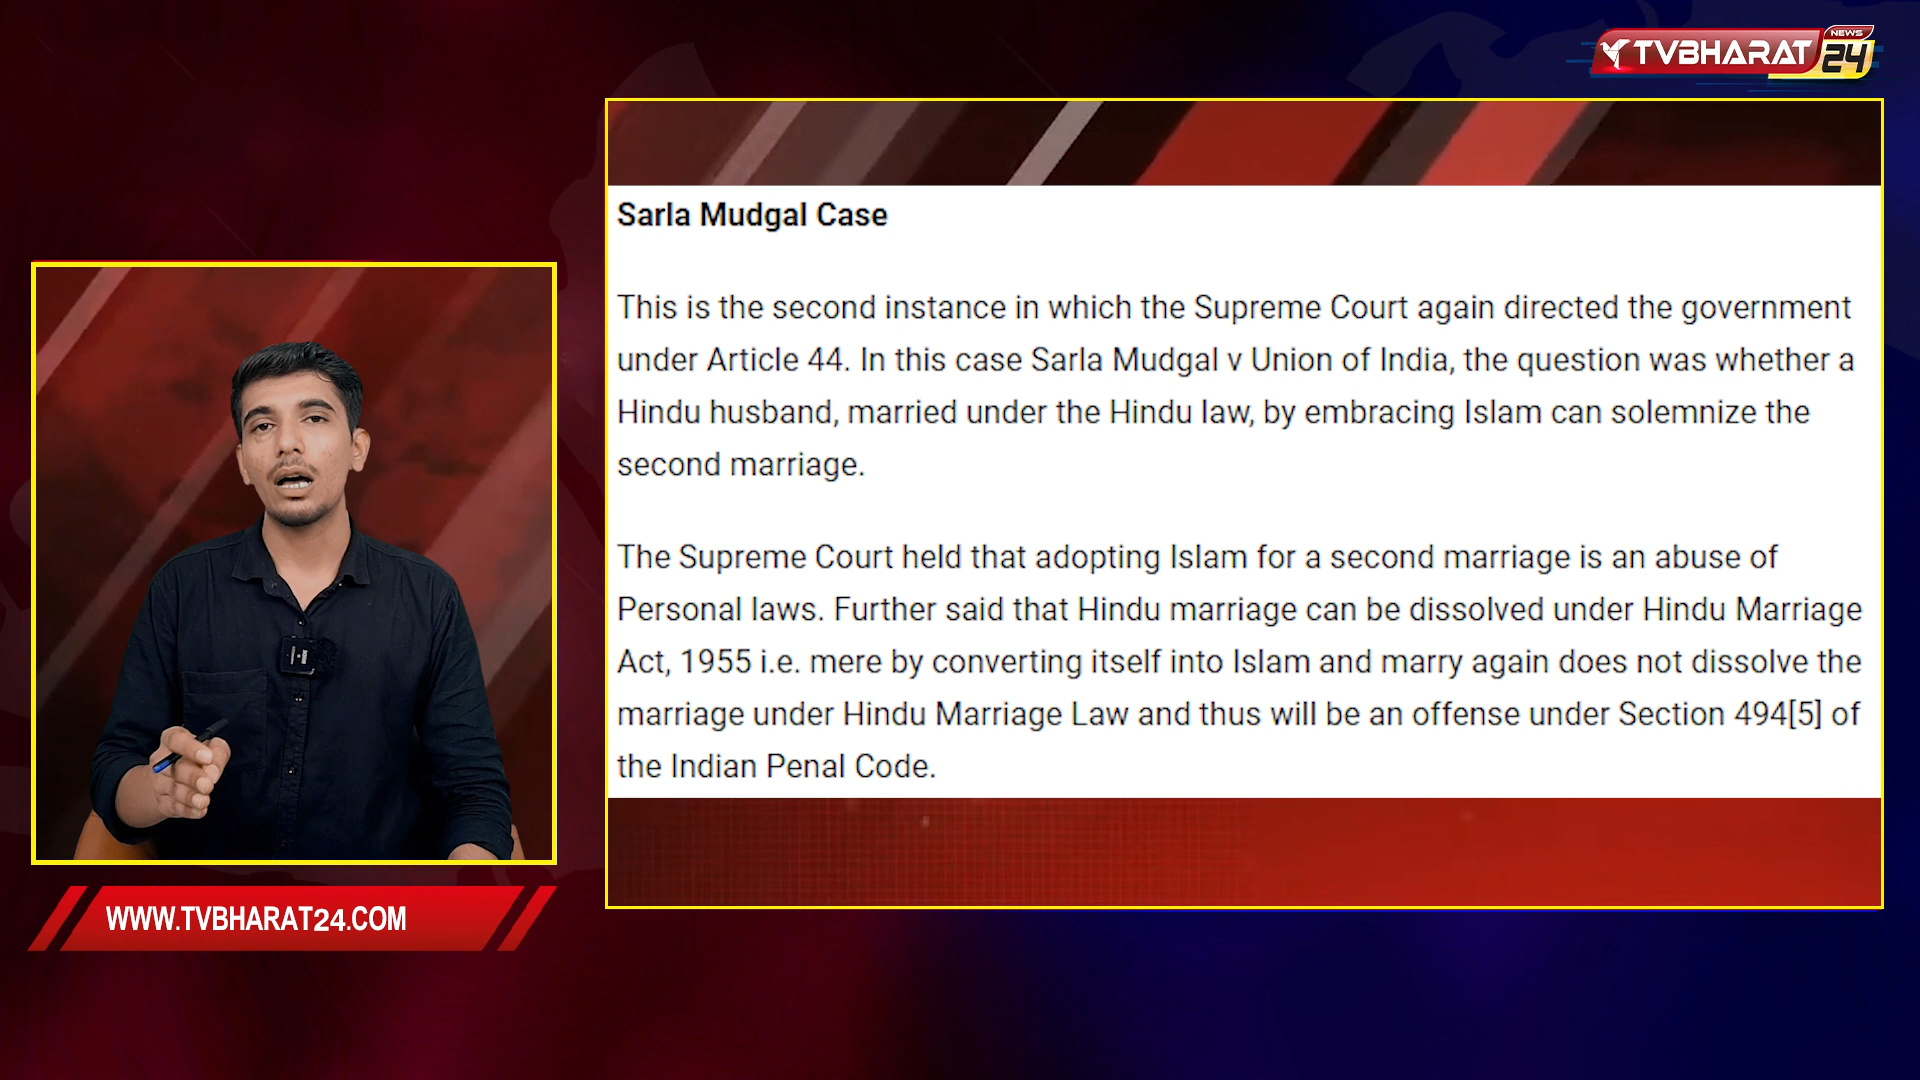 NEWS
TVBHARAT 24
Sarla Mudgal Case
This is the second instance in which the Supreme Court again directed the government
under Article 44. In this case Sarla Mudgal v Union of India, the question was whether a
Hindu husband, married under the Hindu law, by embracing Islam can solemnize the
second marriage.
The Supreme Court held that adopting Islam for a second marriage is an abuse of
Personal laws. Further said that Hindu marriage can be dissolved under Hindu Marriage
Act, 1955 i.e. mere by converting itself into Islam and marry again does not dissolve the
marriage under Hindu Marriage Law and thus will be an offense under Section 494[5] of
the Indian Penal Code.
WWW.TVBHARAT24.COM